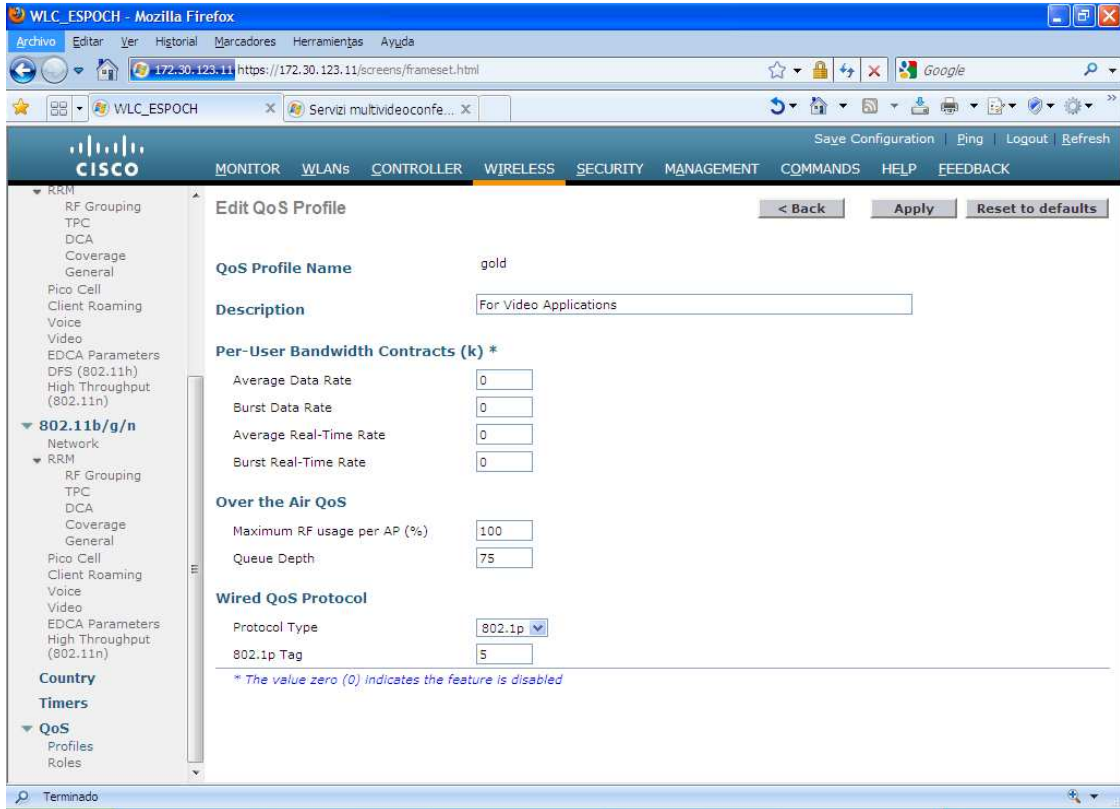 WLC_ESPOCH - Mozilla Firefox
Archivo Editar Ver Historial Marcadores Herramientas Ayuda
172.30.123.11 https://172.30.123.11/screens/frameset.html
Google
WLC_ESPOCH
Servizi multivideoconfe...
Save Configuration | Ping | Logout | Refresh
CISCO
MONITOR WLANs CONTROLLER WIRELESS SECURITY MANAGEMENT COMMANDS HELP FEEDBACK
RRM
RF Grouping
TPC
DCA
Coverage
General
Pico Cell
Client Roaming
Voice
Video
EDCA Parameters
DFS (802.11h)
High Throughput
(802.11n)
802.11b/g/n
Network
RRM
RF Grouping
TPC
DCA
Coverage
General
Pico Cell
Client Roaming
Voice
Video
EDCA Parameters
High Throughput
(802.11n)
Country
Timers
QoS
Profiles
Roles
Edit QoS Profile
< Back Apply Reset to defaults
QoS Profile Name gold
Description For Video Applications
Per-User Bandwidth Contracts (k) *
Average Data Rate 0
Burst Data Rate 0
Average Real-Time Rate 0
Burst Real-Time Rate 0
Over the Air QoS
Maximum RF usage per AP (%) 100
Queue Depth 75
Wired QoS Protocol
Protocol Type 802.1p
802.1p Tag 5
* The value zero (0) indicates the feature is disabled
Terminado